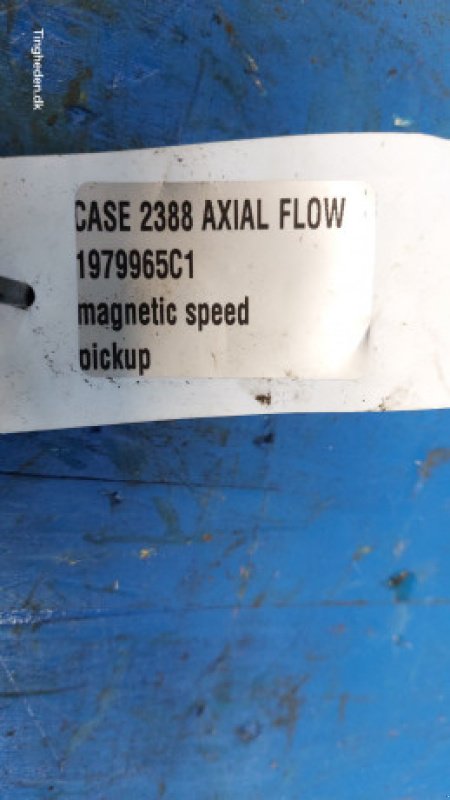 Tingheden.dk
CASE 2388 AXIAL FLOW
1979965C1
magnetic speed
pickup